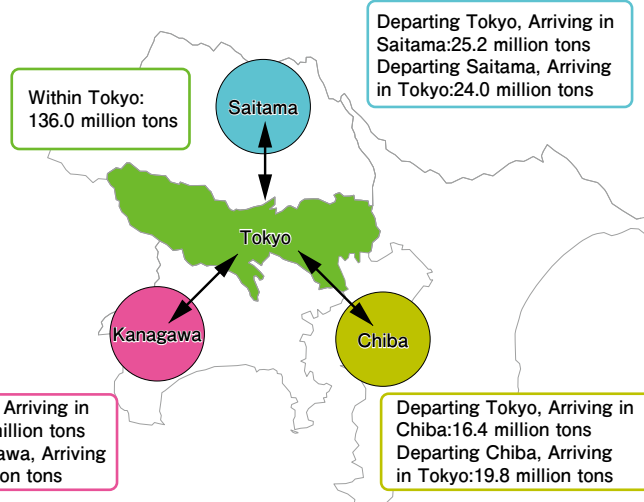 Departing Tokyo, Arriving in
Saitama:25.2 million tons
Departing Saitama, Arriving
in Tokyo:24.0 million tons
Within Tokyo:
136.0 million tons
Saitama
Tokyo
Kanagawa
Chiba
Arriving in
million tons
Arriving
tons
Departing Tokyo, Arriving in
Chiba:16.4 million tons
Departing Chiba, Arriving
in Tokyo:19.8 million tons